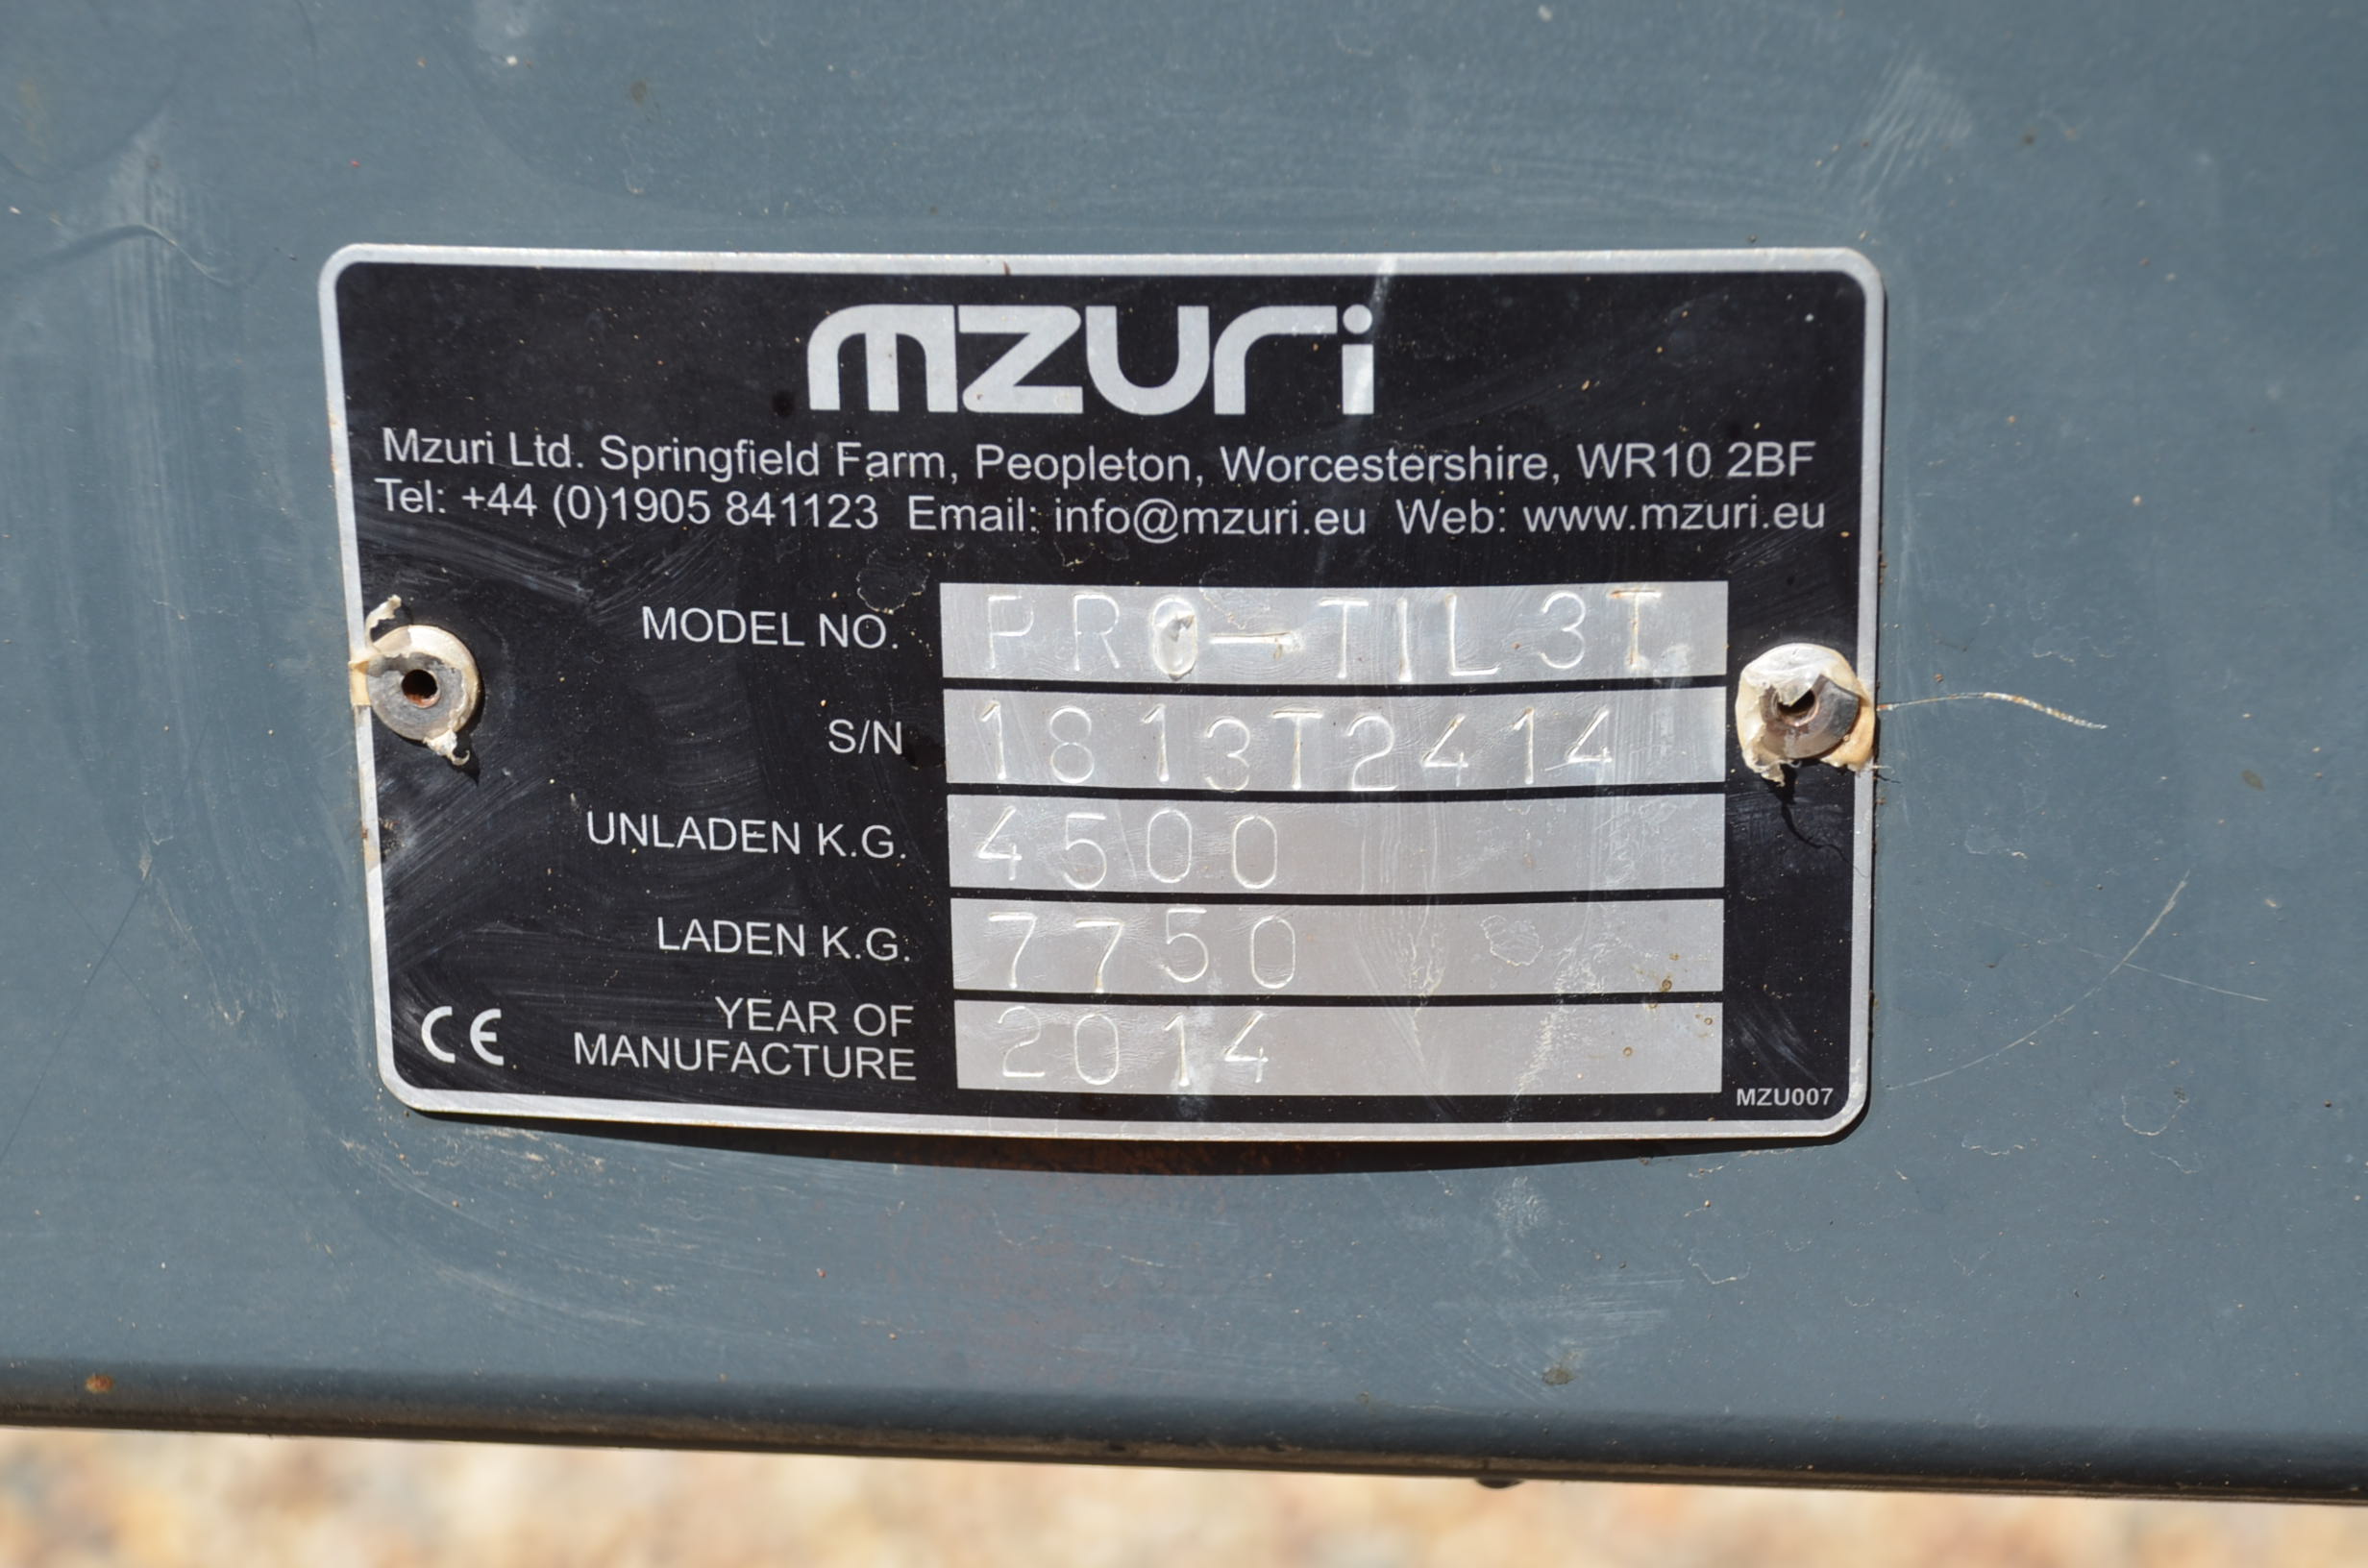 mzuri
Mzuri Ltd. Springfield Farm, Peopleton, Worcestershire, WR10 2BF
Tel: +44 (0)1905 841123 Email: info@mzuri.eu Web: www.mzuri.eu
MODEL NO. PRO-TIL 3T
S/N 1813T2414
UNLADEN K.G. 4500
LADEN K.G. 7750
YEAR OF
MANUFACTURE 2014
CE
MZU007